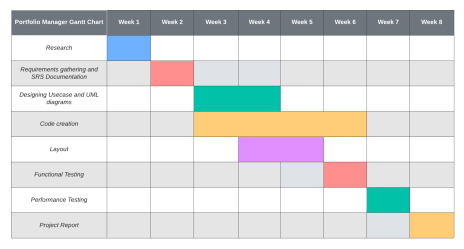 Portfolio Manager Gantt Chart Week 1 Week 2 Week 3 Week 4 Week 5 Week 6 Week 7 Week 8
Research
Requirements gathering and
SRS Documentation
Designing Usecase and UML
diagrams
Code creation
Layout
Functional Testing
Performance Testing
Project Report